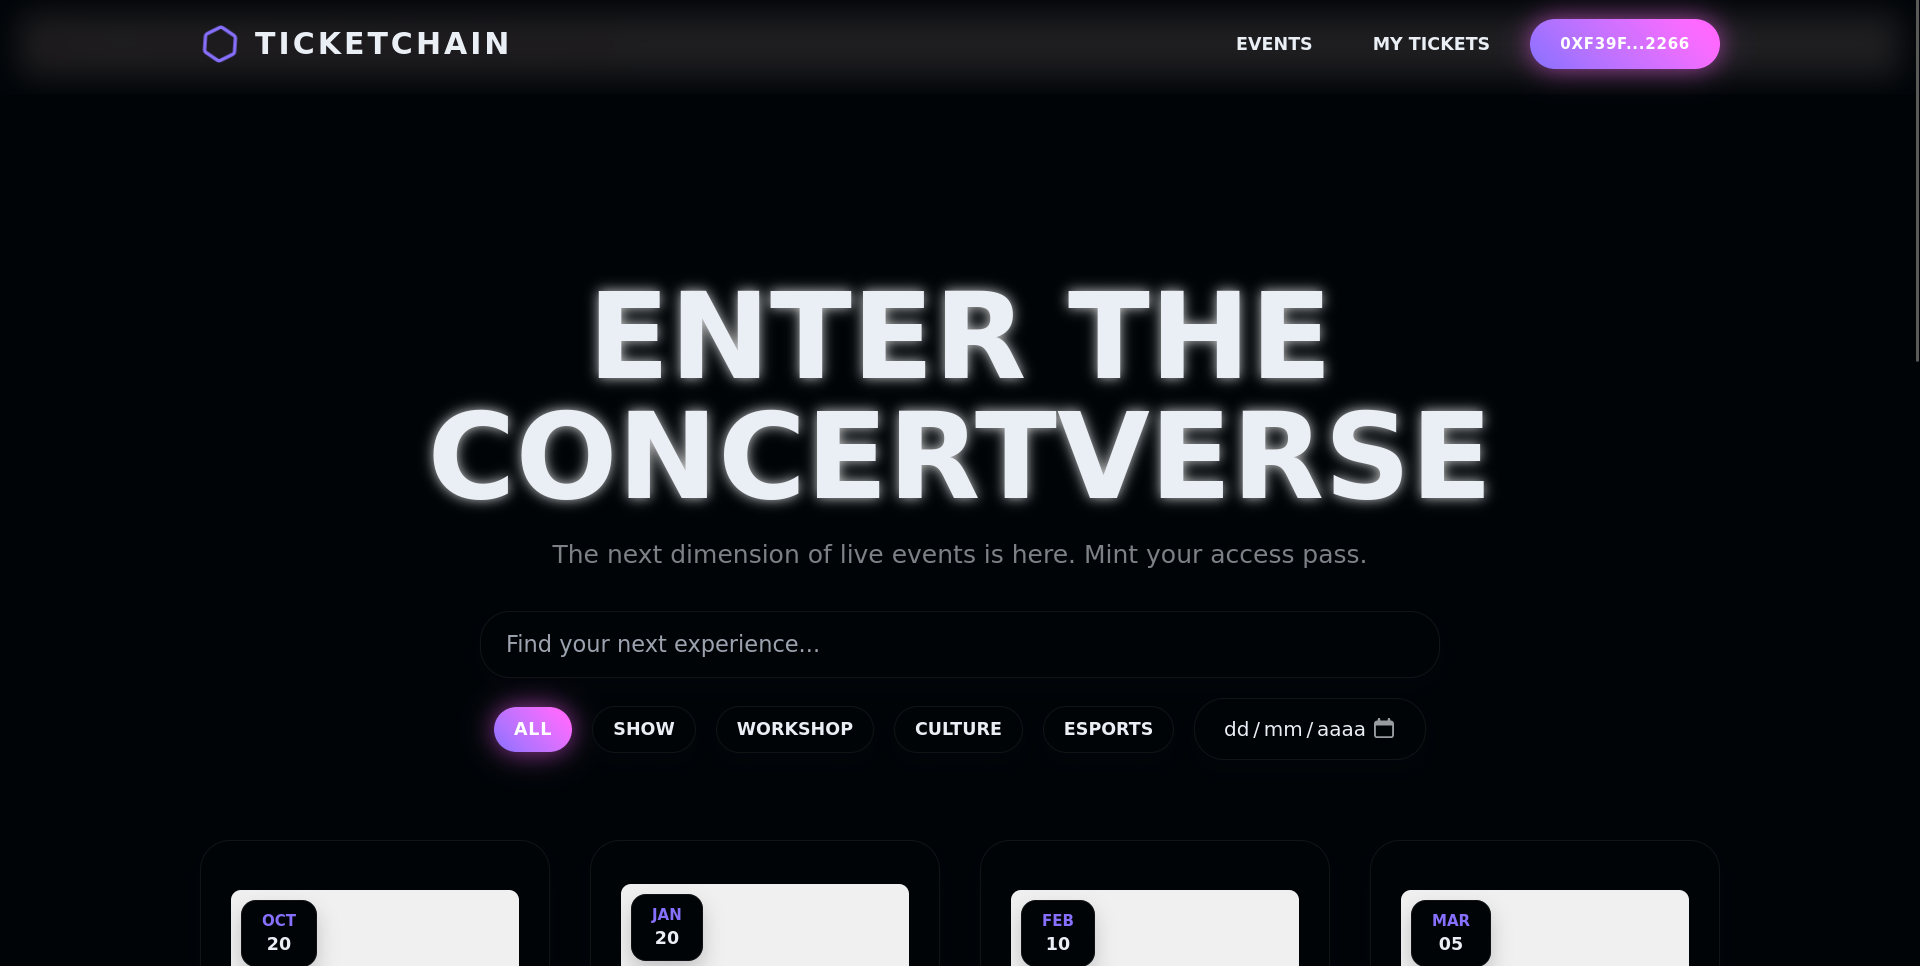 TICKETCHAIN
EVENTS
MY TICKETS
0XF39F...2266
ENTER THE
CONCERTVERSE
The next dimension of live events is here. Mint your access pass.
Find your next experience...
ALL
SHOW
WORKSHOP
CULTURE
ESPORTS
dd/mm/aaaa
OCT
20
JAN
20
FEB
10
MAR
05